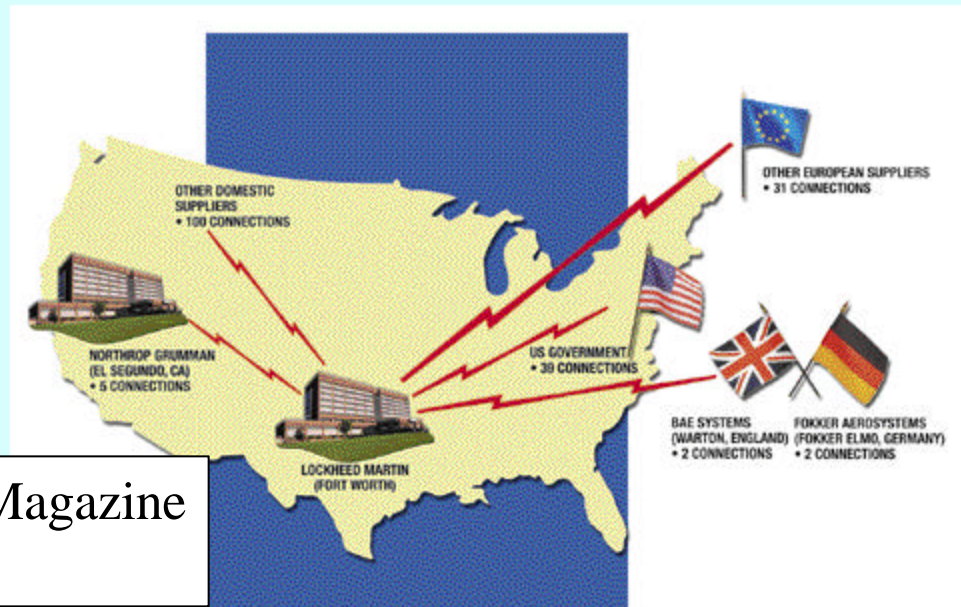 OTHER EUROPEAN SUPPLIERS
• 31 CONNECTIONS
OTHER DOMESTIC
SUPPLIERS
• 100 CONNECTIONS
NORTHROP GRUMMAN
(EL SEGUNDO, CA)
• 5 CONNECTIONS
US GOVERNMENT
• 39 CONNECTIONS
BAE SYSTEMS
(WARTON, ENGLAND)
• 2 CONNECTIONS
FOKKER AEROSYSTEMS
(FOKKER ELMO, GERMANY)
• 2 CONNECTIONS
LOCKHEED MARTIN
(FORT WORTH)
Magazine